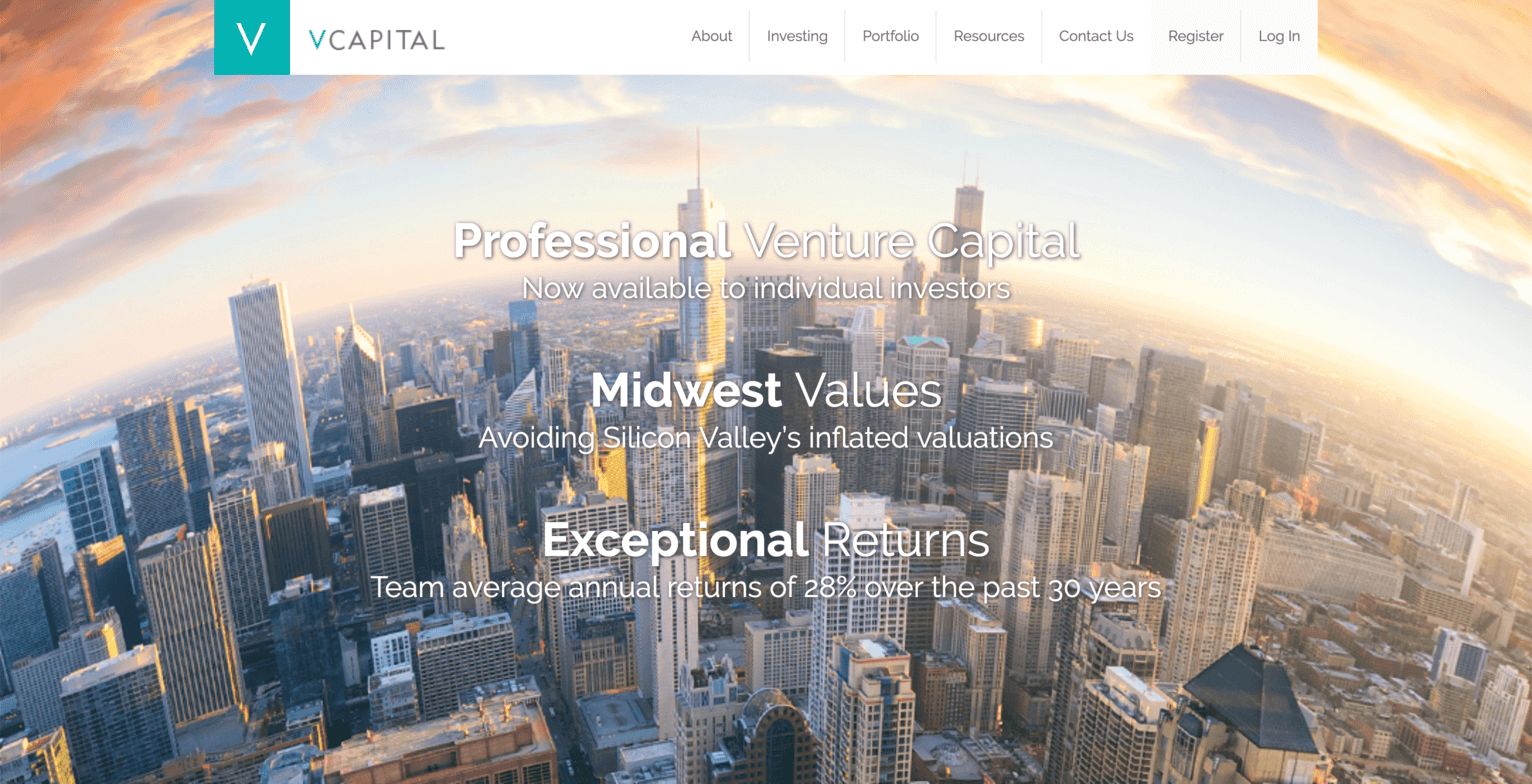 V
VCAPITAL
About
Investing
Portfolio
Resources
Contact Us
Register
Log In
Professional Venture Capital
Now available to individual investors
Midwest Values
Avoiding Silicon Valley's inflated valuations
Exceptional Returns
Team average annual returns of 28% over the past 30 years